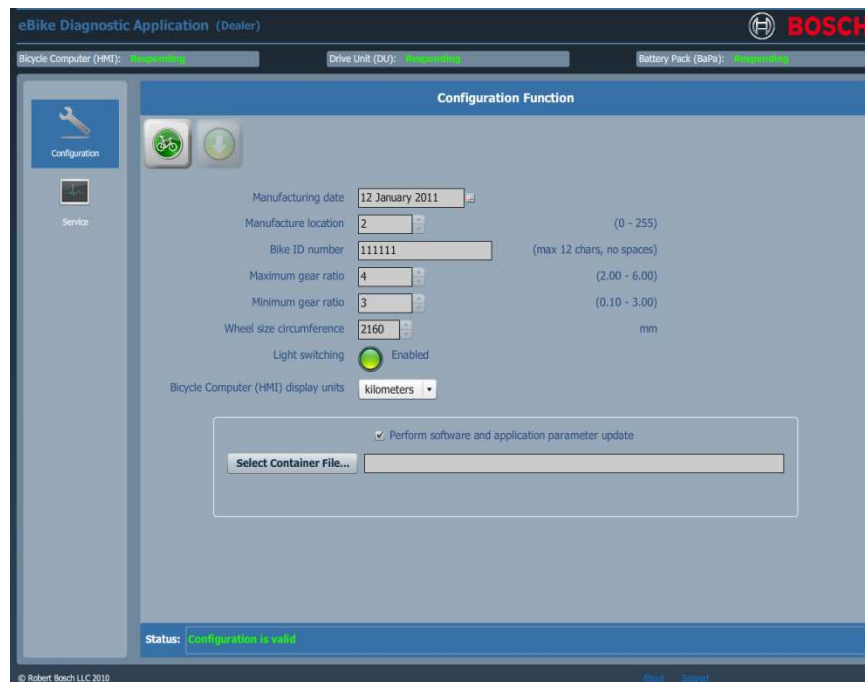 eBike Diagnostic Application (Dealer)
BOSCH
Bicycle Computer (HMI): Responding
Drive Unit (DU): Responding
Battery Pack (BaPa): Responding
Configuration Function
Configuration
Service
Manufacturing date 12 January 2011
Manufacture location 2 (0 - 255)
Bike ID number 111111 (max 12 chars, no spaces)
Maximum gear ratio 4 (2.00 - 6.00)
Minimum gear ratio 3 (0.10 - 3.00)
Wheel size circumference 2160 mm
Light switching Enabled
Bicycle Computer (HMI) display units kilometers
Perform software and application parameter update
Select Container File...
Status: Configuration is valid
© Robert Bosch LLC 2010
About Support